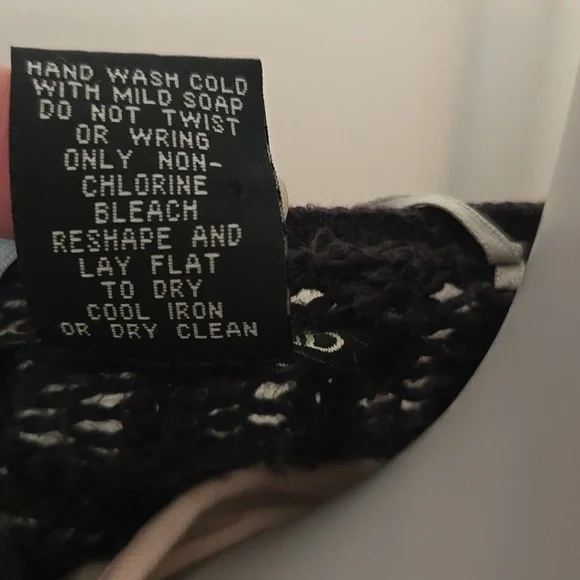 HAND WASH COLD
WITH MILD SOAP
DO NOT TWIST
OR WRING
ONLY NON-
CHLORINE
BLEACH
RESHAPE AND
LAY FLAT
TO DRY
COOL IRON
OR DRY CLEAN